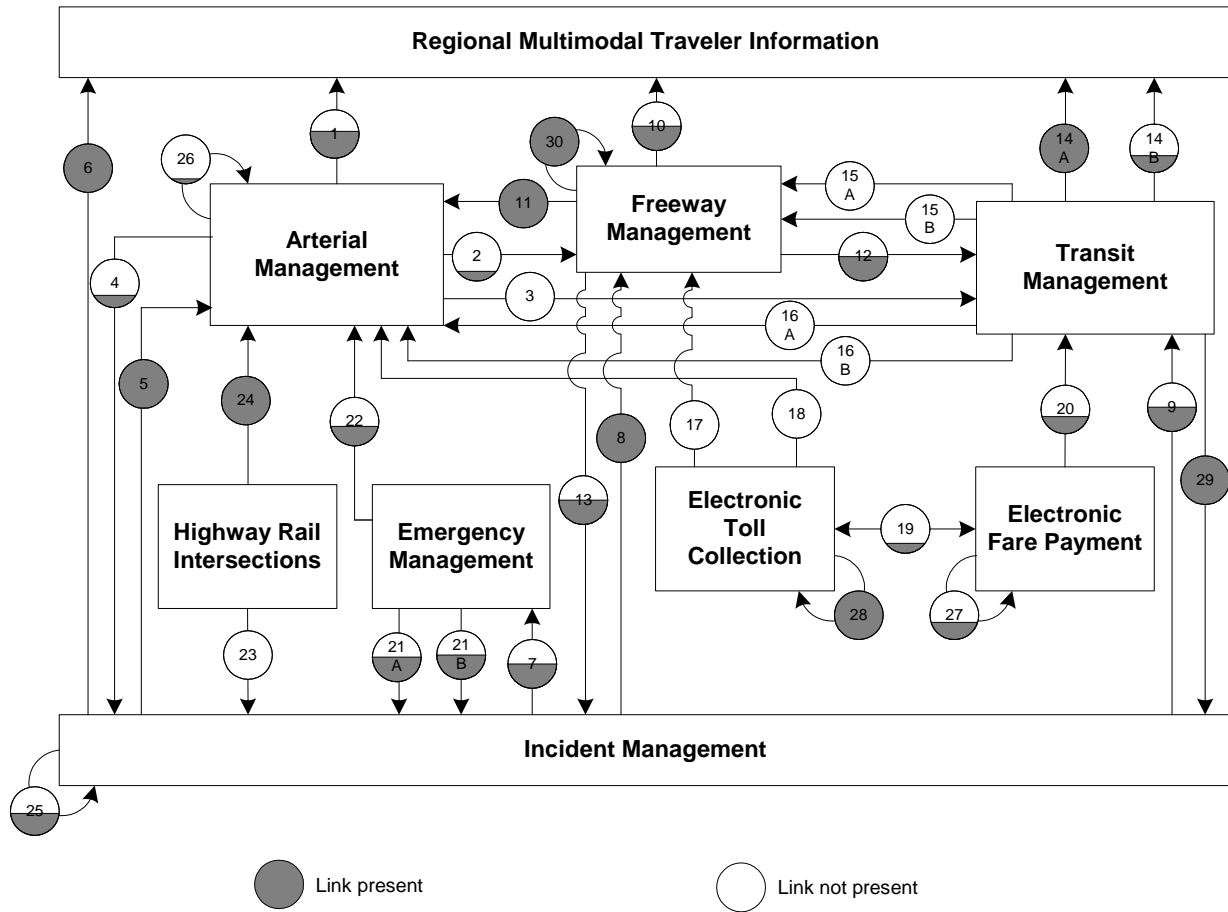 Regional Multimodal Traveler Information
1
10
14
A
14
B
6
26
30
11
15
A
15
B
Arterial
Management
Freeway
Management
Transit
Management
2
12
4
3
16
A
16
B
5
24
22
17
18
8
20
9
13
29
Highway Rail
Intersections
Emergency
Management
Electronic
Toll
Collection
19
Electronic
Fare Payment
28
27
23
21
A
21
B
7
Incident Management
25
Link present
Link not present